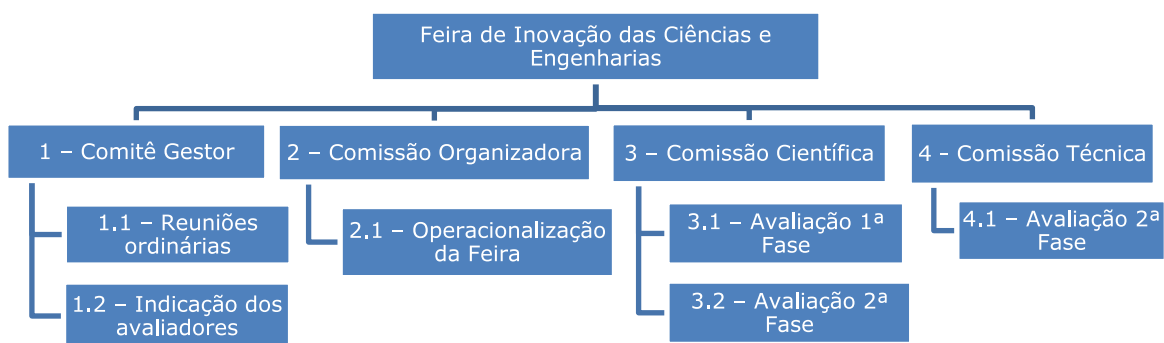 Feira de Inovação das Ciências e
Engenharias
1 – Comitê Gestor
2 – Comissão Organizadora
3 – Comissão Científica
4 - Comissão Técnica
1.1 – Reuniões
ordinárias
2.1 – Operacionalização
da Feira
3.1 – Avaliação 1ª
Fase
4.1 – Avaliação 2ª
Fase
1.2 – Indicação dos
avaliadores
3.2 – Avaliação 2ª
Fase